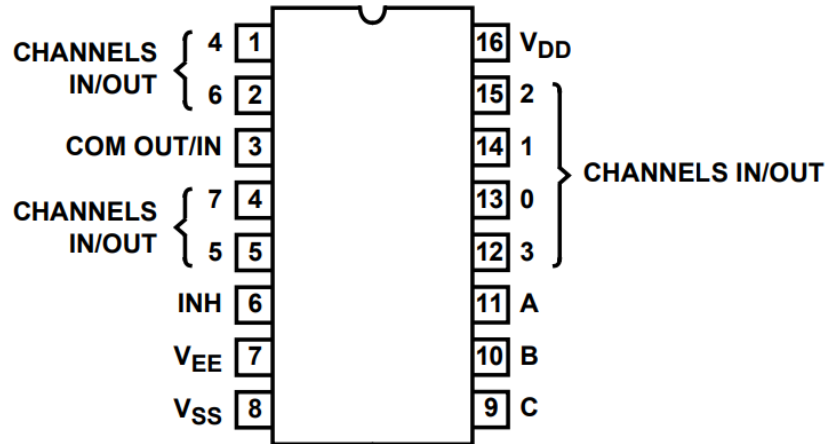 4 1 16 VDD
CHANNELS
IN/OUT
6 2 15 2
COM OUT/IN 3 14 1
CHANNELS IN/OUT
7 4 13 0
CHANNELS
IN/OUT
5 5 12 3
INH 6 11 A
VEE 7 10 B
VSS 8 9 C